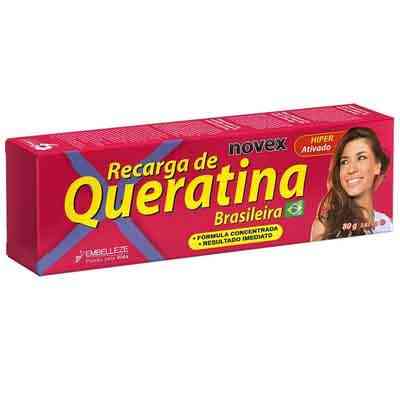 novex
HIPER
Ativado
Recarga de
Queratina
Brasileira
• FÓRMULA CONCENTRADA
• RESULTADO IMEDIATO
80 g
EMBELLEZE